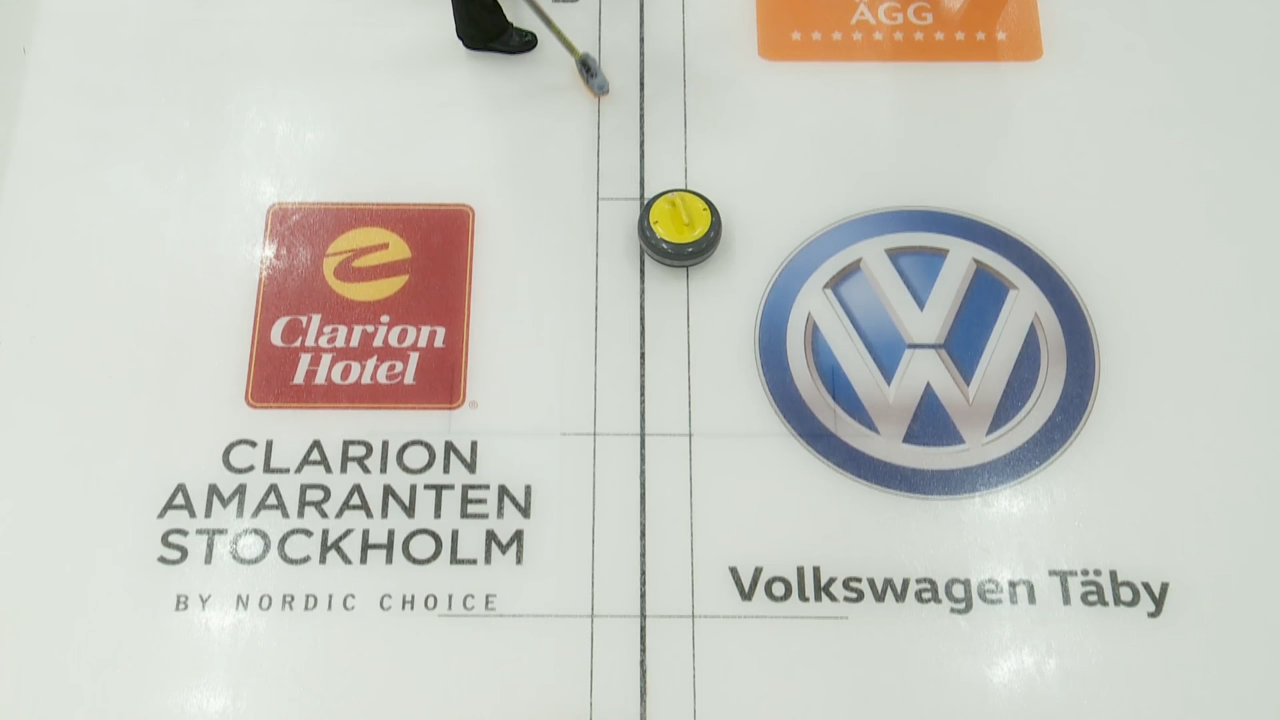 ÄGG
Clarion
Hotel
CLARION
AMARANTEN
STOCKHOLM
BY NORDIC CHOICE
Volkswagen Täby